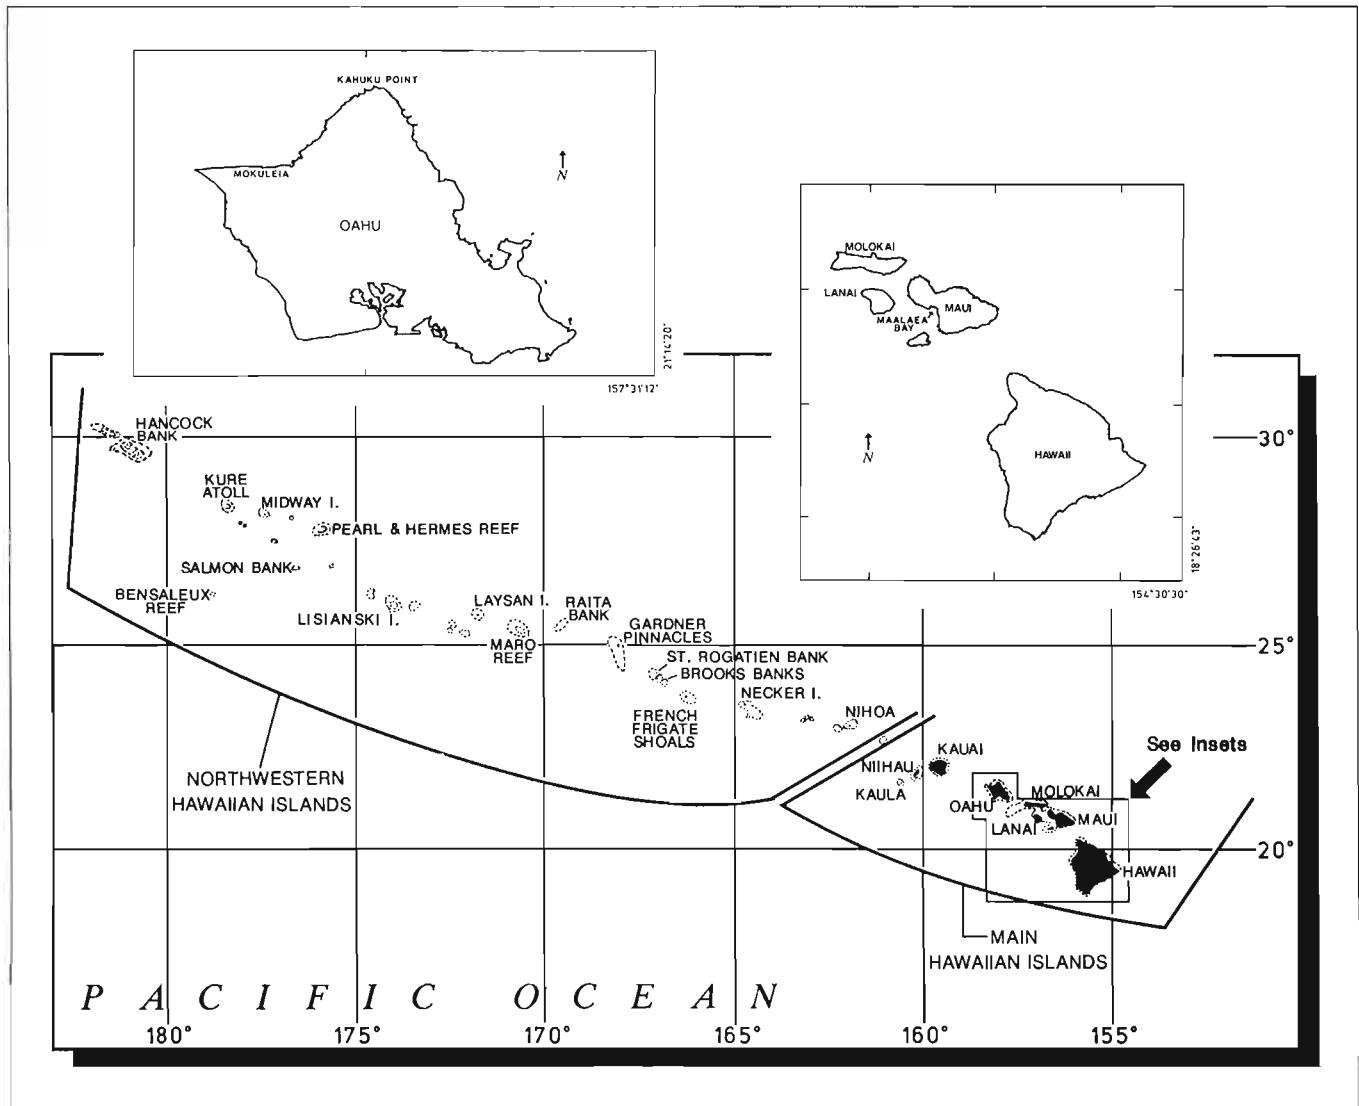 KAHUKU POINT
MOKULEIA
OAHU
N
21°14'20"
157°31'12"
MOLOKAI
LANAI
MAUI
MAALAEA
BAY
HAWAII
N
18°26'43"
154°30'30"
HANCOCK
BANK
30°
KURE
ATOLL
MIDWAY I.
PEARL & HERMES REEF
SALMON BANK
BENSALEUX
REEF
LISIANSKI I.
LAYSAN I.
RAITA
BANK
MARO
REEF
GARDNER
PINNACLES
25°
ST. ROGATIEN BANK
BROOKS BANKS
NECKER I.
FRENCH
FRIGATE
SHOALS
NIHOA
KAUAI
NIIHAU
KAULA
See Insets
OAHU
MOLOKAI
LANAI
MAUI
20°
HAWAII
NORTHWESTERN
HAWAIIAN ISLANDS
MAIN
HAWAIIAN ISLANDS
PACIFIC OCEAN
180° 175° 170° 165° 160° 155°